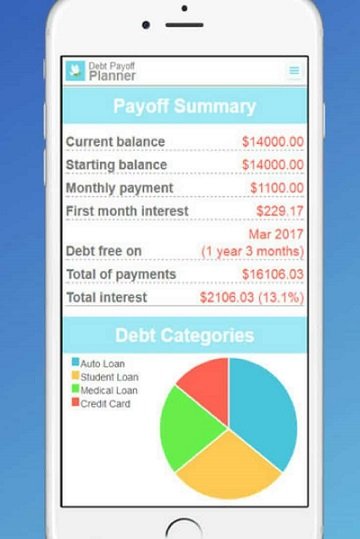 Debt Payoff
Planner
Payoff Summary
Current balance $14000.00
Starting balance $14000.00
Monthly payment $1100.00
First month interest $229.17
Mar 2017
Debt free on (1 year 3 months)
Total of payments $16106.03
Total interest $2106.03 (13.1%)
Debt Categories
Auto Loan
Student Loan
Medical Loan
Credit Card